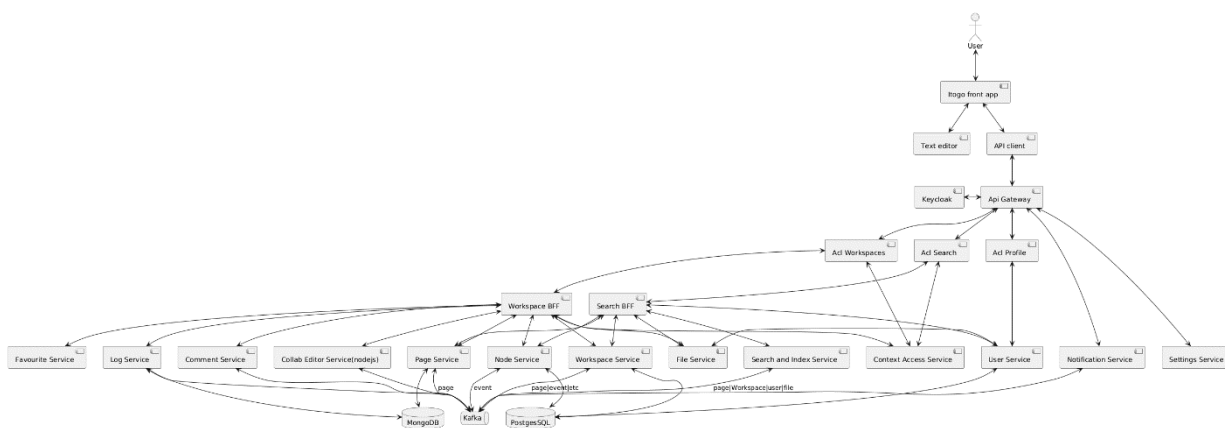 User
Itogo front app
Text editor
API client
Keycloak
Api Gateway
Acl Workspaces
Acl Search
Acl Profile
Workspace BFF
Search BFF
Favourite Service
Log Service
Comment Service
Collab Editor Service(nodejs)
Page Service
Node Service
Workspace Service
File Service
Search and Index Service
Context Access Service
User Service
Notification Service
Settings Service
page
event
page|event|etc
page|Workspace|user|file
MongoDB
Kafka
PostgesSQL